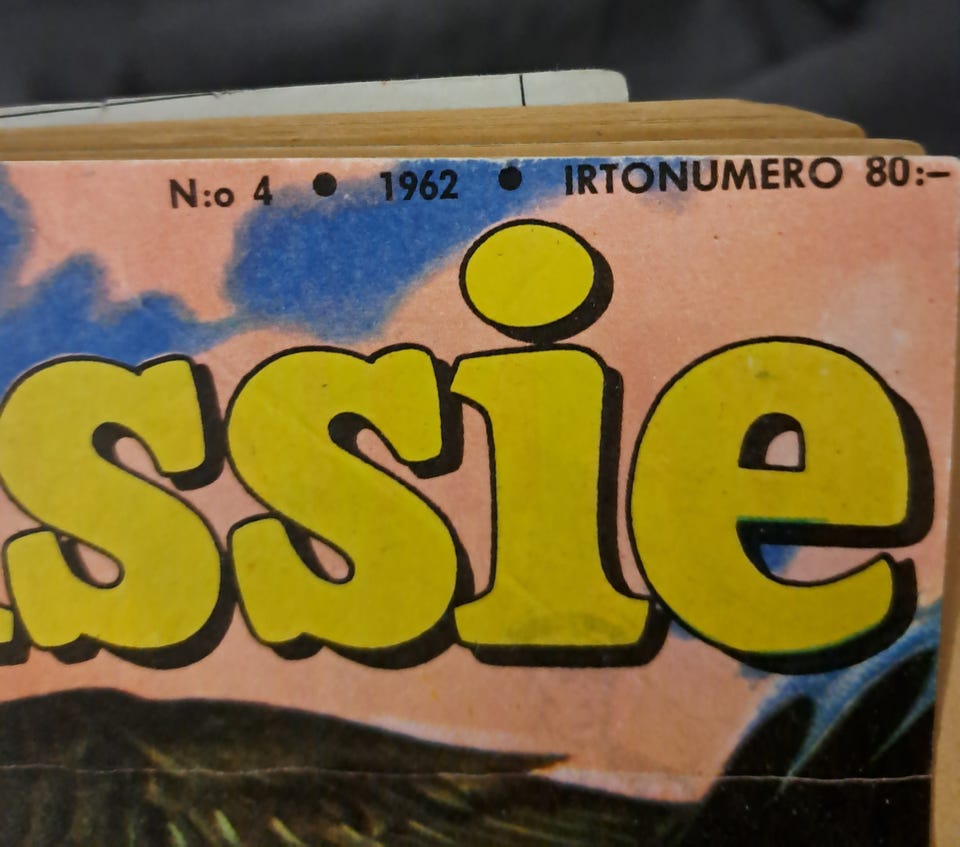 N:o 4 • 1962 • IRTONUMERO 80:–
ssie